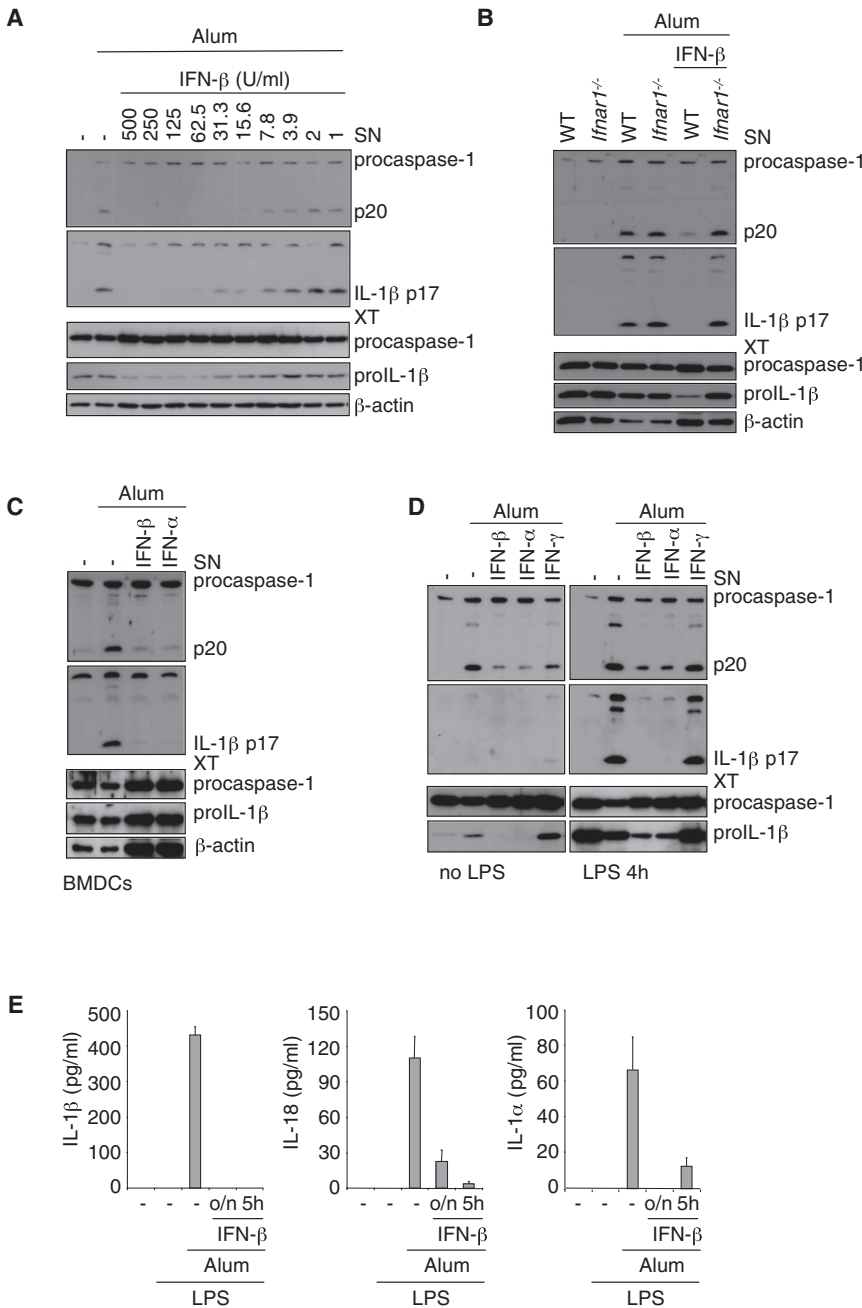 A
Alum
IFN-β (U/ml)
- - 500 250 125 62.5 31.3 15.6 7.8 3.9 2 1 SN
procaspase-1
p20
IL-1β p17
XT
procaspase-1
proIL-1β
β-actin
B
Alum
IFN-β
WT Ifnar1-/- WT Ifnar1-/- WT Ifnar1-/- SN
procaspase-1
p20
IL-1β p17
XT
procaspase-1
proIL-1β
β-actin
C
Alum
- - IFN-β IFN-α SN
procaspase-1
p20
IL-1β p17
XT
procaspase-1
proIL-1β
β-actin
BMDCs
D
Alum Alum
- - IFN-β IFN-α IFN-γ - - IFN-β IFN-α IFN-γ SN
procaspase-1
p20
IL-1β p17
XT
procaspase-1
proIL-1β
no LPS LPS 4h
E
IL-1β (pg/ml)
500
400
300
200
100
0
- - - o/n 5h
IFN-β
Alum
LPS
IL-18 (pg/ml)
150
120
90
60
30
0
- - - o/n 5h
IFN-β
Alum
LPS
IL-1α (pg/ml)
100
80
60
40
20
0
- - - o/n 5h
IFN-β
Alum
LPS